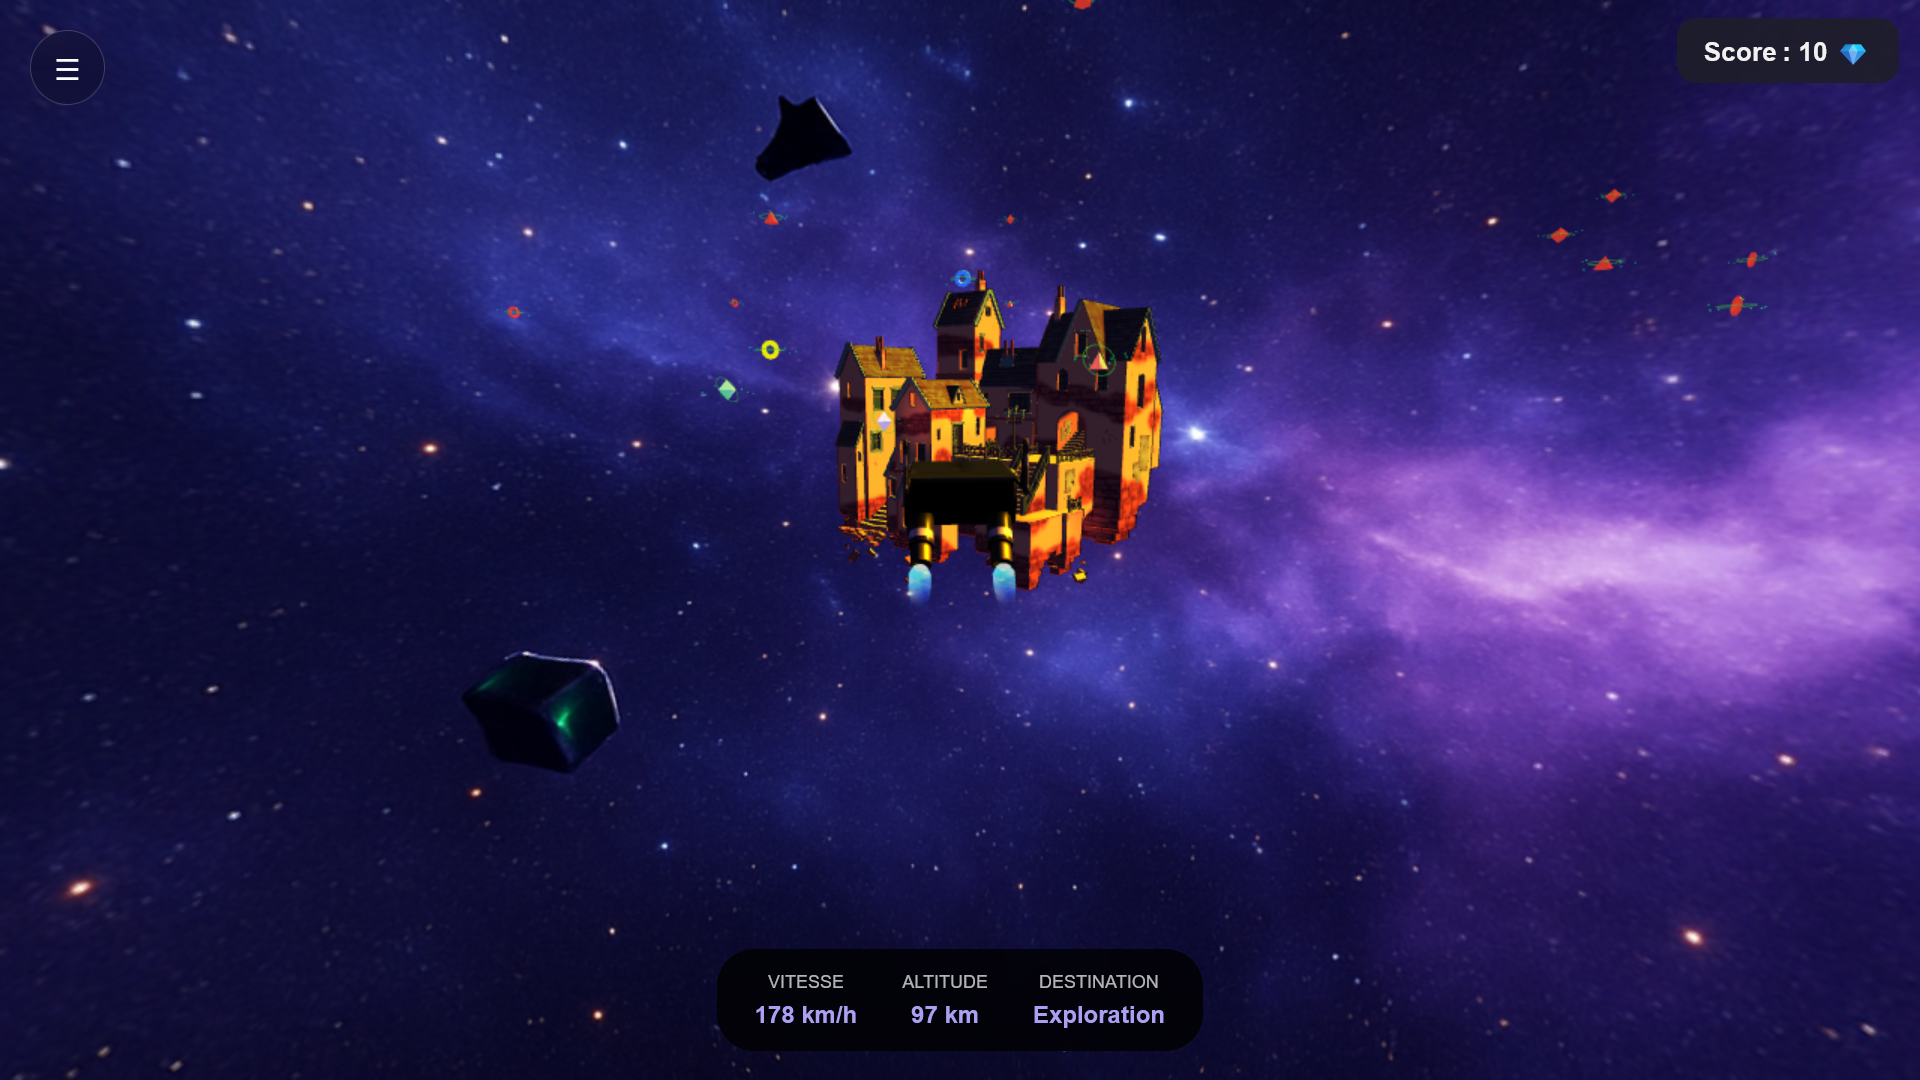 ☰
Score : 10 💎
VITESSE
178 km/h
ALTITUDE
97 km
DESTINATION
Exploration